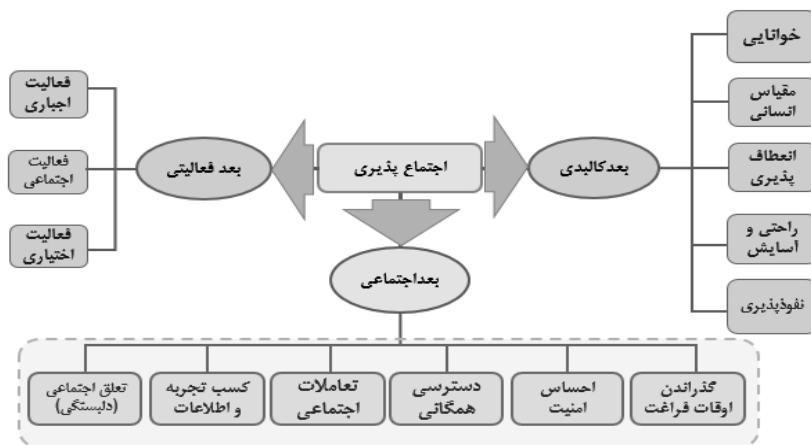 خوانایی
مقیاس
انسانی
انعطاف
پذیری
راحتی و
آسایش
نفوذپذیری
بعدکالبدی
اجتماع پذیری
بعد فعالیتی
فعالیت
اجباری
فعالیت
اجتماعی
فعالیت
اختیاری
بعداجتماعی
گذراندن
اوقات فراغت
احساس
امنیت
دسترسی
همگانی
تعاملات
اجتماعی
کسب تجربه
و اطلاعات
تعلق اجتماعی
(دلبستگی)